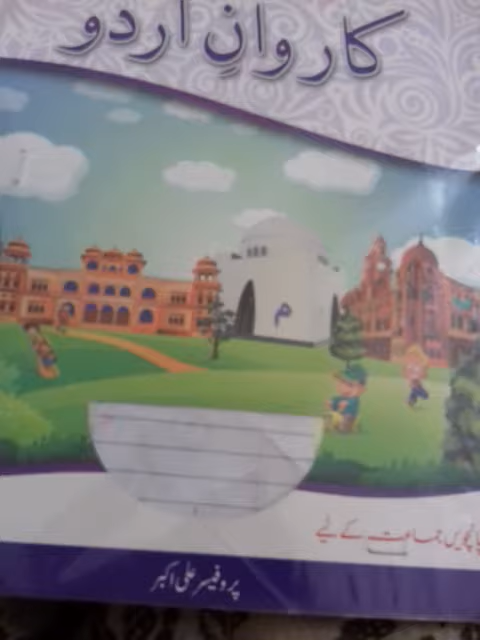 کاروانِ اردو
م
پانچویں جماعت کے لیے
پروفیسر علی اکبر